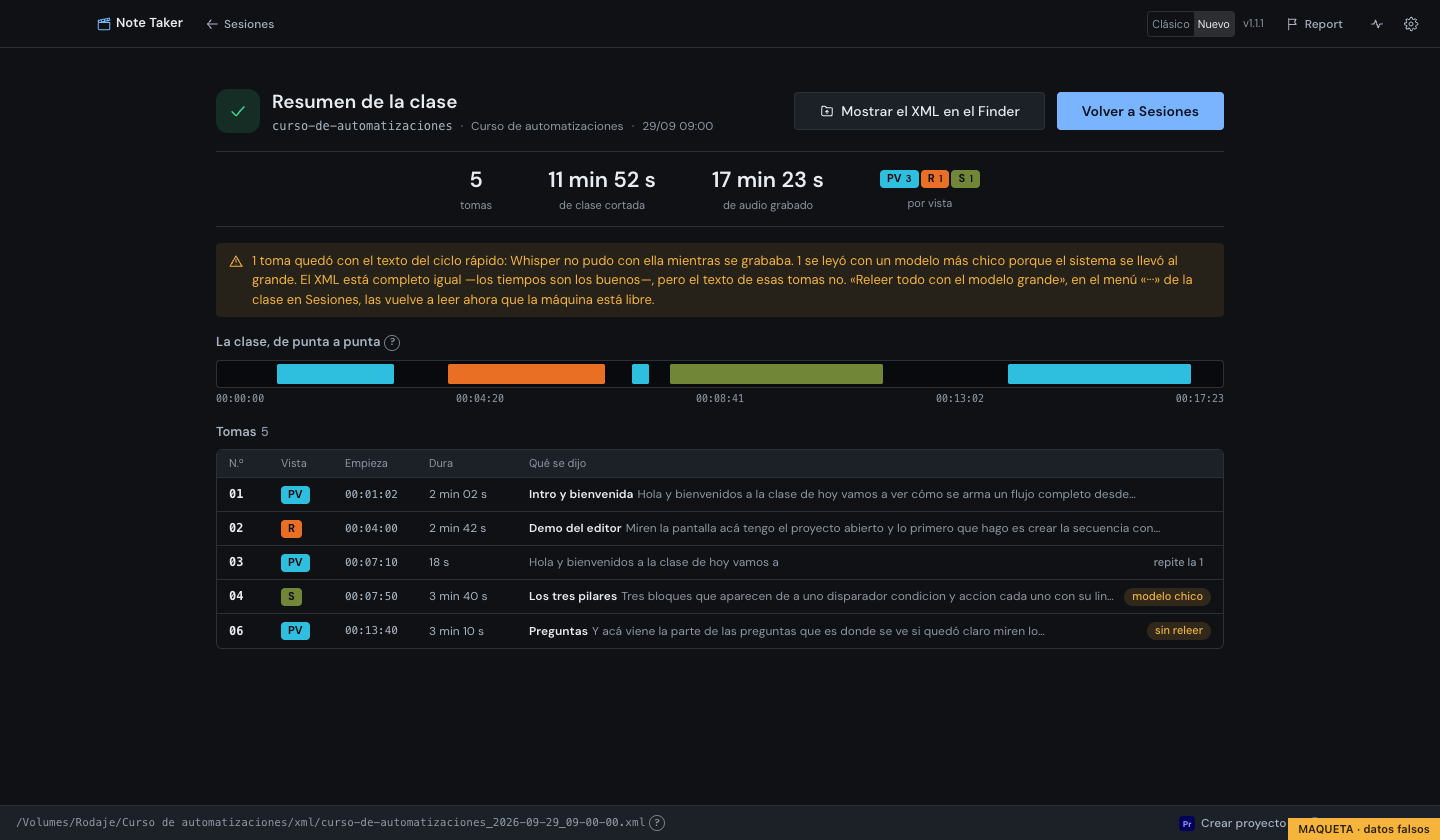 Note Taker
Sesiones
Clásico Nuevo v1.1.1
Report
Resumen de la clase
curso-de-automatizaciones · Curso de automatizaciones · 29/09 09:00
Mostrar el XML en el Finder
Volver a Sesiones
5
tomas
11 min 52 s
de clase cortada
17 min 23 s
de audio grabado
PV 3 R 1 S 1
por vista
1 toma quedó con el texto del ciclo rápido: Whisper no pudo con ella mientras se grababa. 1 se leyó con un modelo más chico porque el sistema se llevó al
grande. El XML está completo igual —los tiempos son los buenos—, pero el texto de esas tomas no. «Releer todo con el modelo grande», en el menú «···» de la
clase en Sesiones, las vuelve a leer ahora que la máquina está libre.
La clase, de punta a punta ?
00:00:00 00:04:20 00:08:41 00:13:02 00:17:23
Tomas 5
N.º Vista Empieza Dura Qué se dijo
01 PV 00:01:02 2 min 02 s Intro y bienvenida Hola y bienvenidos a la clase de hoy vamos a ver cómo se arma un flujo completo desde…
02 R 00:04:00 2 min 42 s Demo del editor Miren la pantalla acá tengo el proyecto abierto y lo primero que hago es crear la secuencia con…
03 PV 00:07:10 18 s Hola y bienvenidos a la clase de hoy vamos a repite la 1
04 S 00:07:50 3 min 40 s Los tres pilares Tres bloques que aparecen de a uno disparador condicion y accion cada uno con su lin… modelo chico
06 PV 00:13:40 3 min 10 s Preguntas Y acá viene la parte de las preguntas que es donde se ve si quedó claro miren lo… sin releer
/Volumes/Rodaje/Curso de automatizaciones/xml/curso-de-automatizaciones_2026-09-29_09-00-00.xml ?
Pr Crear proyecto
MAQUETA · datos falsos